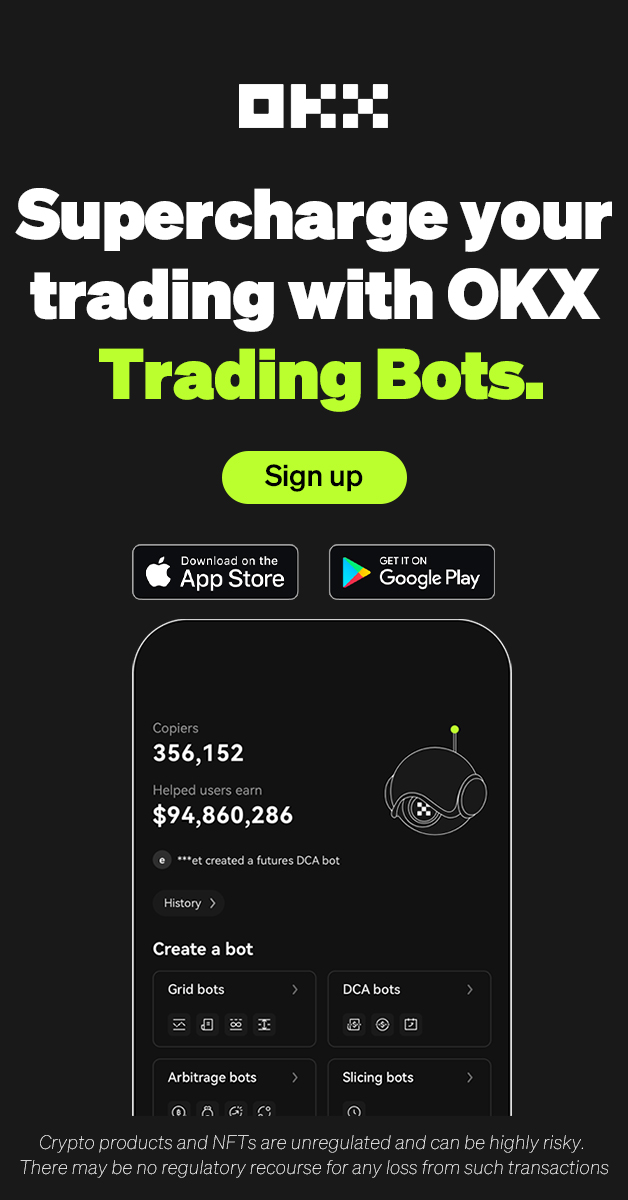 OKX
Supercharge your
trading with OKX
Trading Bots.
Sign up
Download on the
App Store
GET IT ON
Google Play
Copiers
356,152
Helped users earn
$94,860,286
e ***et created a futures DCA bot
History
Create a bot
Grid bots
DCA bots
Arbitrage bots
Slicing bots
Crypto products and NFTs are unregulated and can be highly risky.
There may be no regulatory recourse for any loss from such transactions